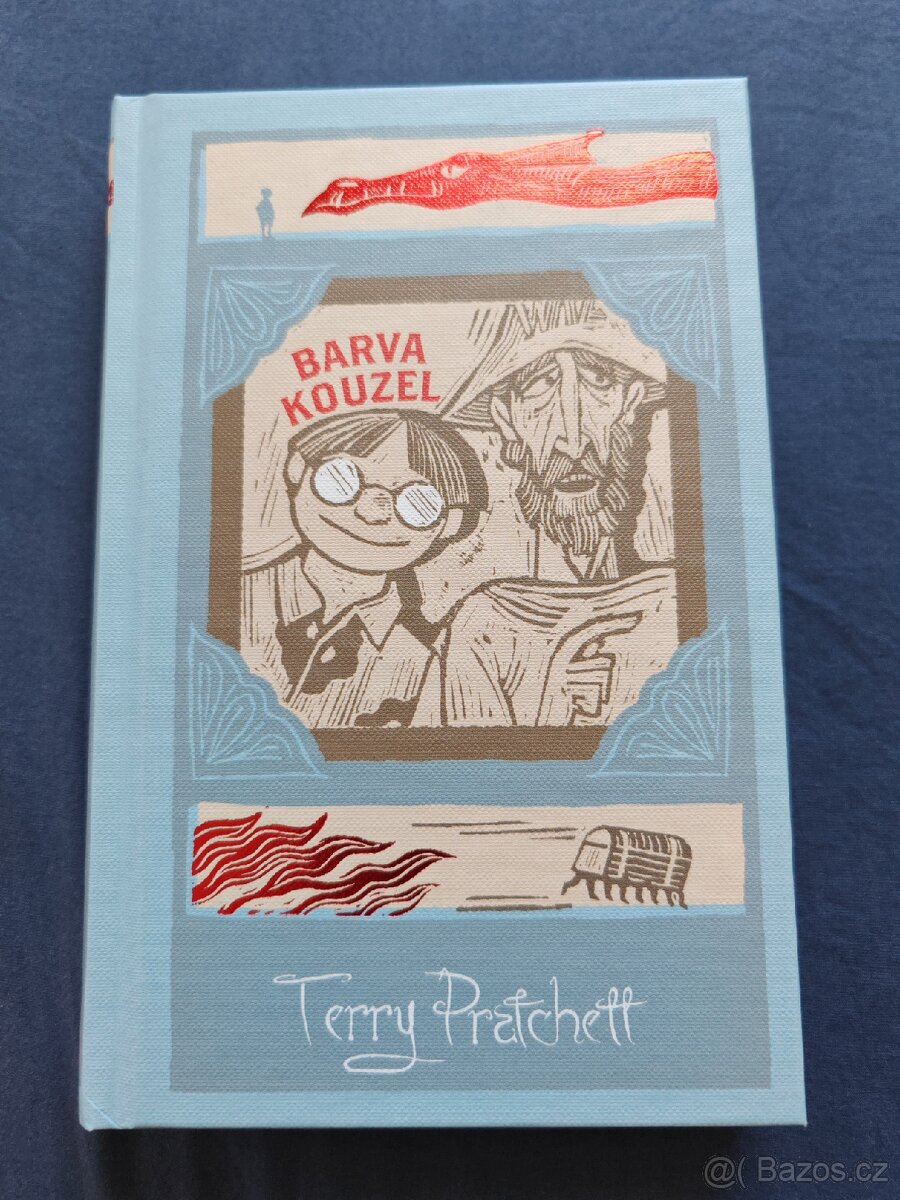 BARVA
KOUZEL
Terry Pratchett
@( Bazos.cz